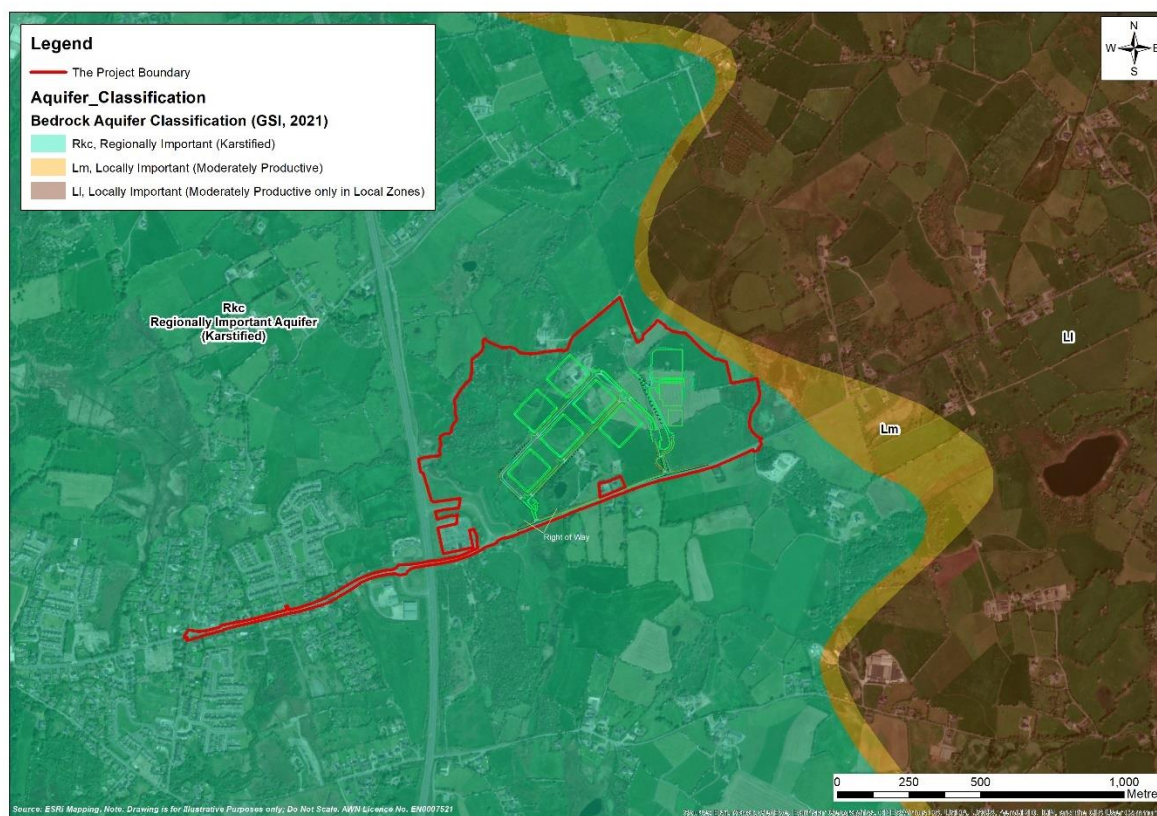 Legend
The Project Boundary
Aquifer_Classification
Bedrock Aquifer Classification (GSI, 2021)
Rkc, Regionally Important (Karstified)
Lm, Locally Important (Moderately Productive)
Ll, Locally Important (Moderately Productive only in Local Zones)
N
W E
S
Rkc
Regionally Important Aquifer
(Karstified)
Ll
Lm
Right of Way
0 250 500 1,000
Metre
Source: ESRI Mapping. Note: Drawing is for Illustrative Purposes only; Do Not Scale. AWN Licence No. EN0007521